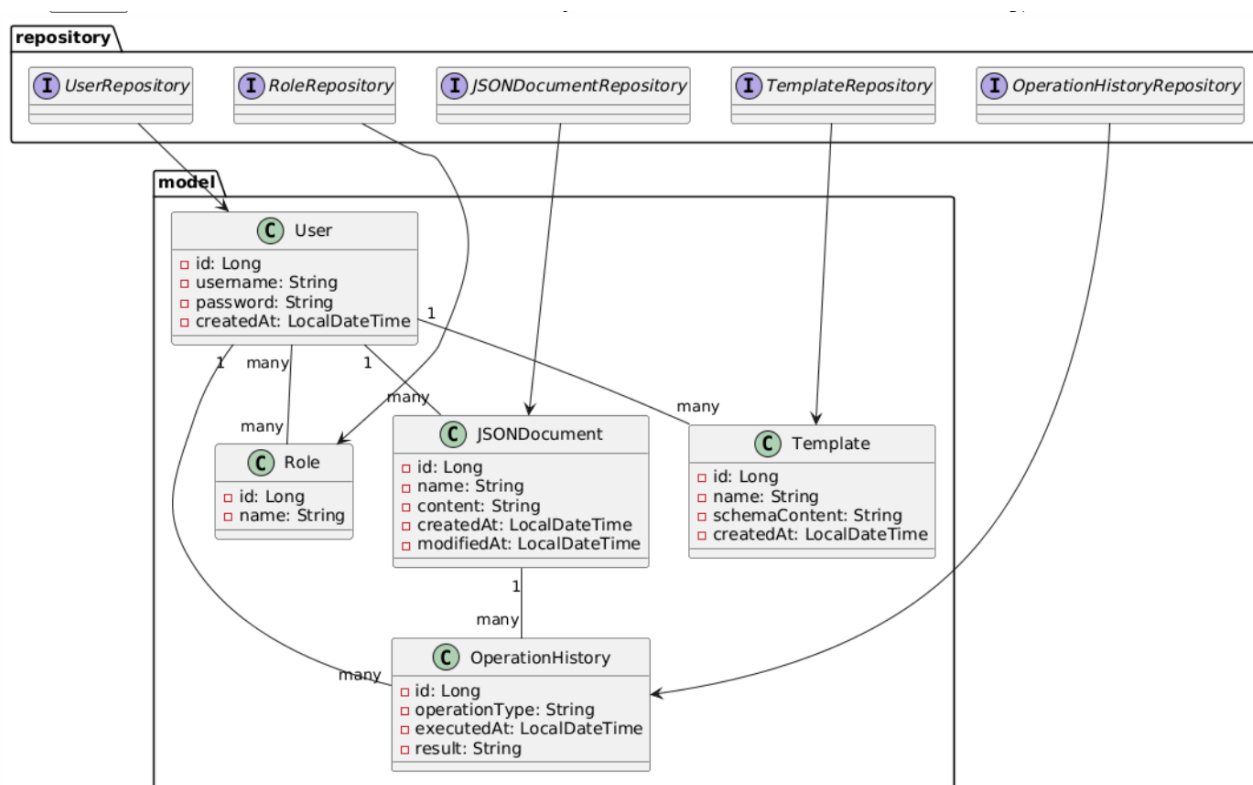 repository
I UserRepository
I RoleRepository
I JSONDocumentRepository
I TemplateRepository
I OperationHistoryRepository
model
C User
id: Long
username: String
password: String
createdAt: LocalDateTime
1
1
many
1
many
many
many
many
C Role
id: Long
name: String
C JSONDocument
id: Long
name: String
content: String
createdAt: LocalDateTime
modifiedAt: LocalDateTime
C Template
id: Long
name: String
schemaContent: String
createdAt: LocalDateTime
1
many
many
C OperationHistory
id: Long
operationType: String
executedAt: LocalDateTime
result: String